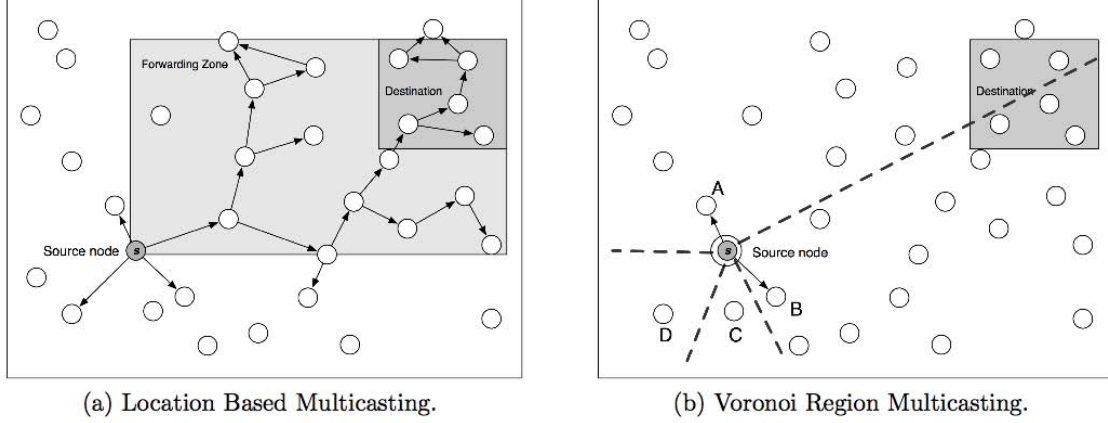 Forwarding Zone
Destination
Source node
s
(a) Location Based Multicasting.
Destination
A
s
Source node
B
D
C
(b) Voronoi Region Multicasting.